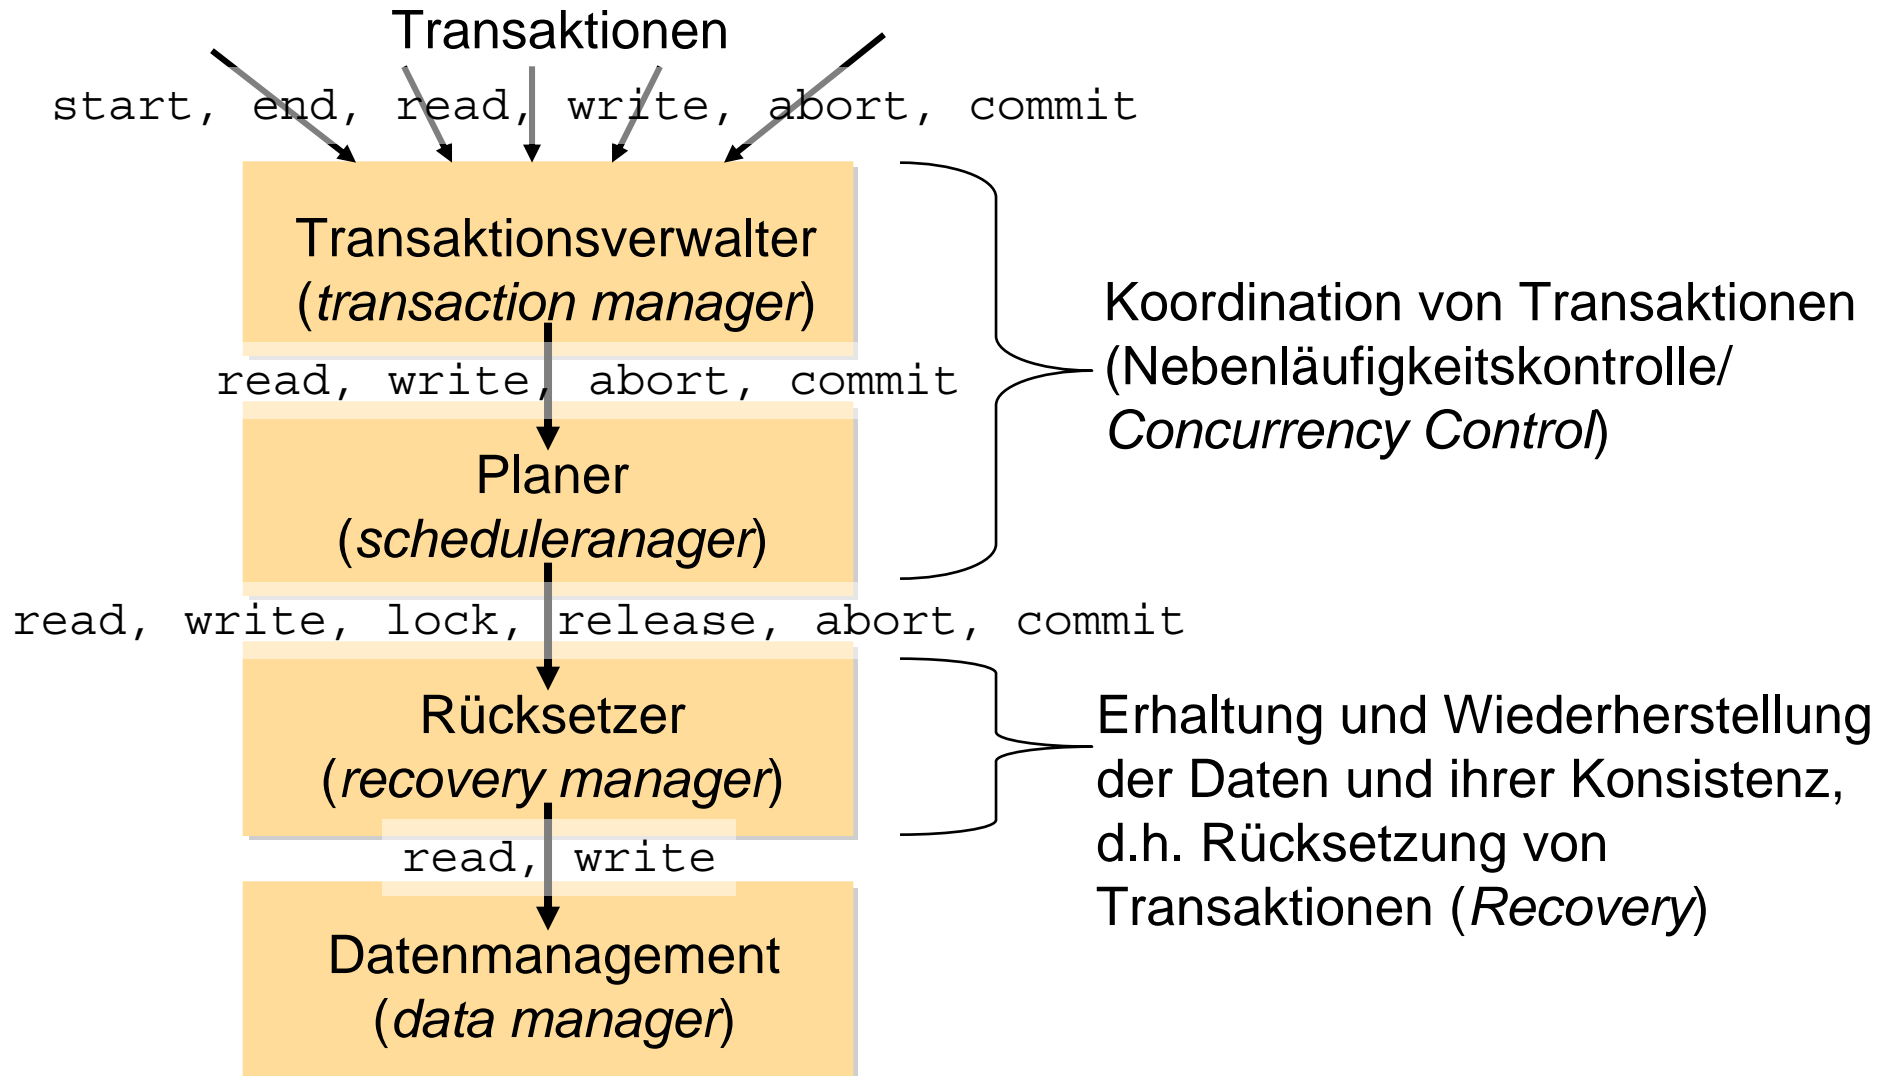 Transaktionen
start, end, read, write, abort, commit
Transaktionsverwalter
(transaction manager)
read, write, abort, commit
Planer
(scheduleranager)
Koordination von Transaktionen
(Nebenläufigkeitskontrolle/
Concurrency Control)
read, write, lock, release, abort, commit
Rücksetzer
(recovery manager)
read, write
Datenmanagement
(data manager)
Erhaltung und Wiederherstellung
der Daten und ihrer Konsistenz,
d.h. Rücksetzung von
Transaktionen (Recovery)